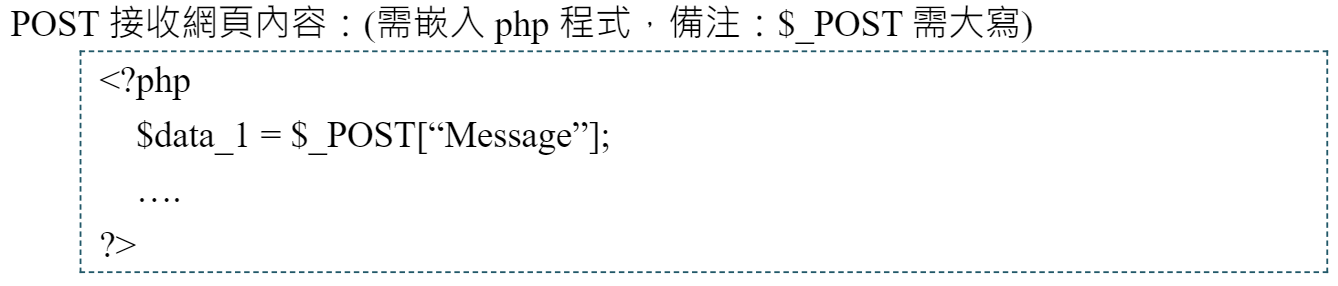 POST 接收網頁內容：(需嵌入 php 程式，備注：$_POST 需大寫)
<?php
$data_1 = $_POST[“Message”];
….
?>